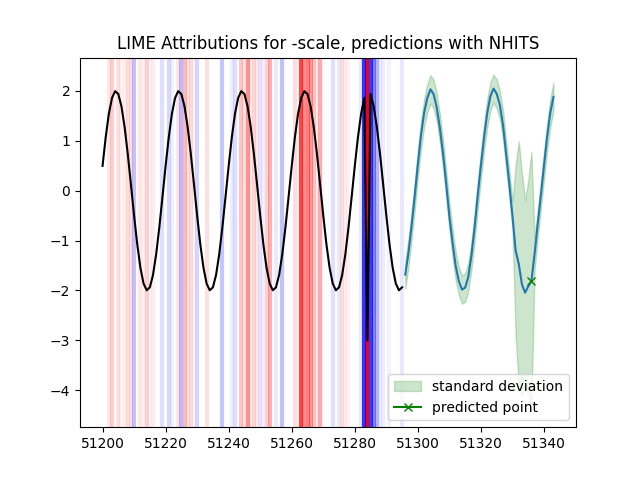 LIME Attributions for -scale, predictions with NHITS
2
1
0
−1
−2
−3
−4
standard deviation
predicted point
51200 51220 51240 51260 51280 51300 51320 51340